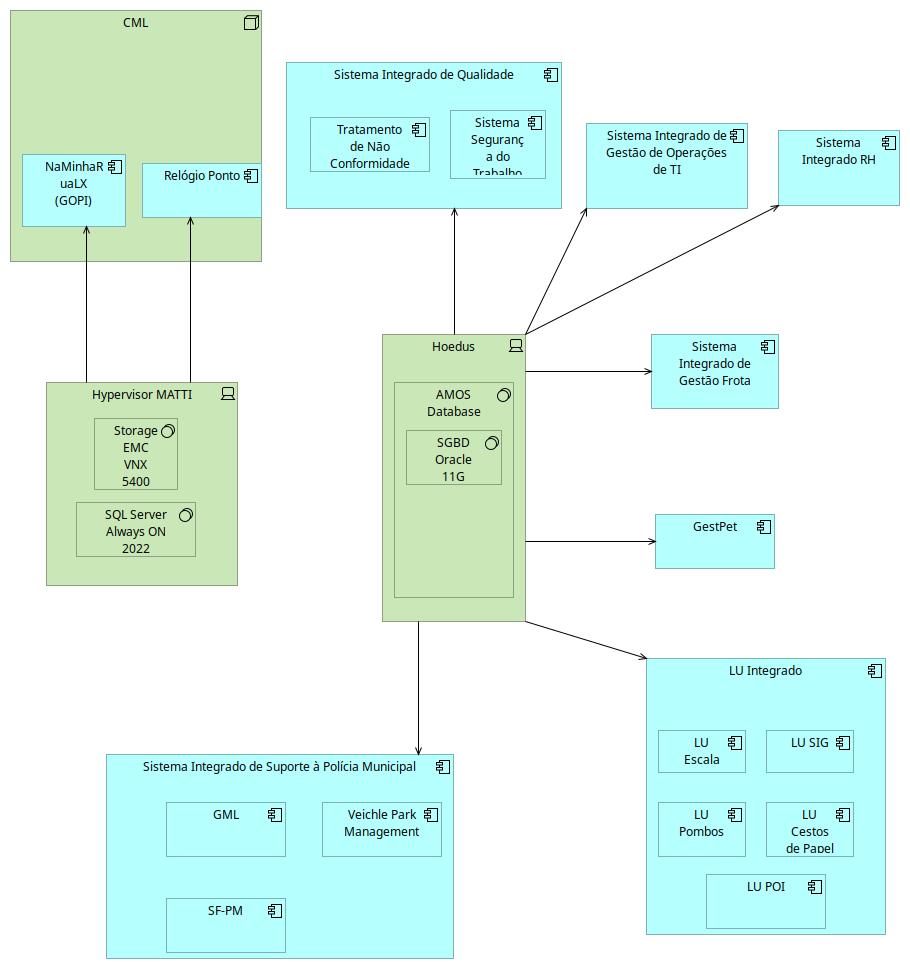 CML
NaMinhaR
uaLX
(GOPI)
Relógio Ponto
Sistema Integrado de Qualidade
Tratamento
de Não
Conformidade
Sistema
Seguranç
a do
Trabalho
Sistema Integrado de
Gestão de Operações
de TI
Sistema
Integrado RH
Hypervisor MATTI
Storage
EMC
VNX
5400
SQL Server
Always ON
2022
Hoedus
AMOS
Database
SGBD
Oracle
11G
Sistema
Integrado de
Gestão Frota
GestPet
LU Integrado
LU
Escala
LU SIG
LU
Pombos
LU
Cestos
de Papel
LU POI
Sistema Integrado de Suporte à Polícia Municipal
GML
Veichle Park
Management
SF-PM